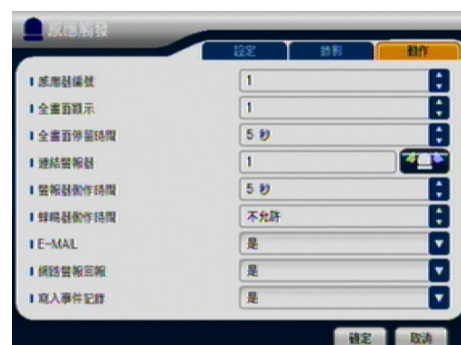 感應觸發
設定 錄影 動作
感應器編號 1
全畫面顯示 1
全畫面停留時間 5 秒
連結警報器 1
警報器動作時間 5 秒
蜂鳴器動作時間 不允許
E-MAIL 是
網路警報回報 是
寫入事件記錄 是
確定 取消